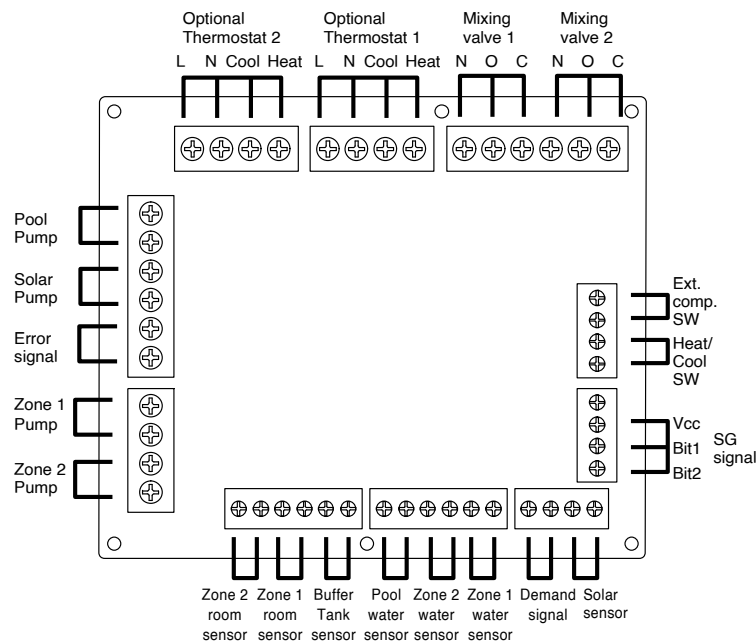 Optional
Thermostat 2
L N Cool Heat
Optional
Thermostat 1
L N Cool Heat
Mixing
valve 1
N O C
Mixing
valve 2
N O C
Pool
Pump
Solar
Pump
Error
signal
Zone 1
Pump
Zone 2
Pump
Ext.
comp.
SW
Heat/
Cool
SW
Vcc
Bit1
Bit2
SG
signal
Zone 2
room
sensor
Zone 1
room
sensor
Buffer
Tank
sensor
Pool
water
sensor
Zone 2
water
sensor
Zone 1
water
sensor
Demand
signal
Solar
sensor